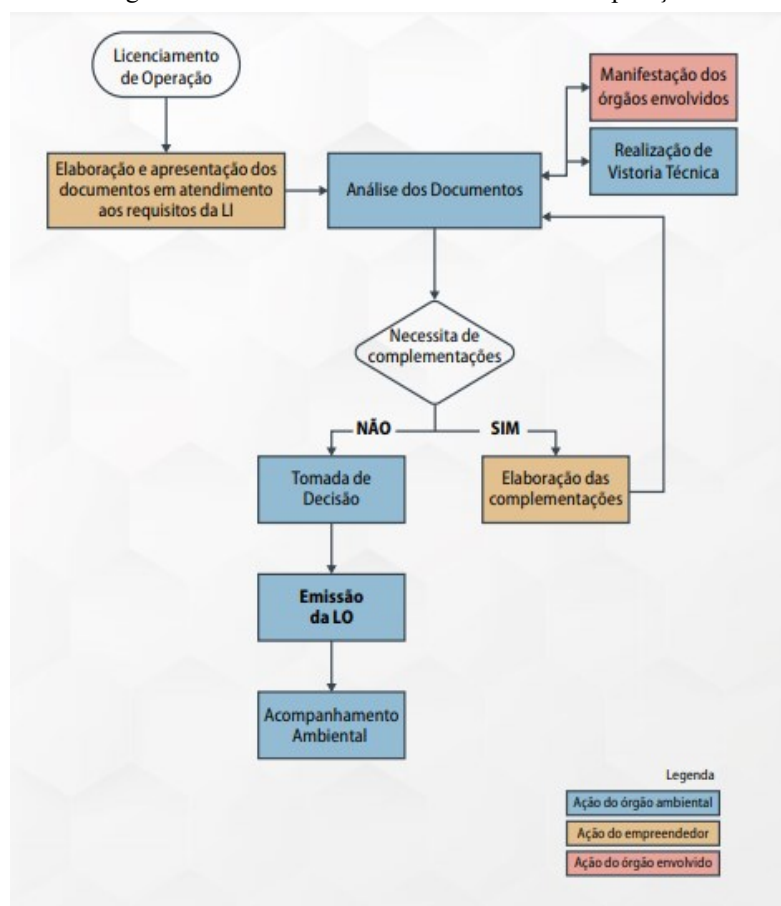 Licenciamento
de Operação
Manifestação dos
órgãos envolvidos
Realização de
Vistoria Técnica
Elaboração e apresentação dos
documentos em atendimento
aos requisitos da LI
Análise dos Documentos
Necessita de
complementações
NÃO
SIM
Tomada de
Decisão
Elaboração das
complementações
Emissão
da LO
Acompanhamento
Ambiental
Legenda
Ação do órgão ambiental
Ação do empreendedor
Ação do órgão envolvido